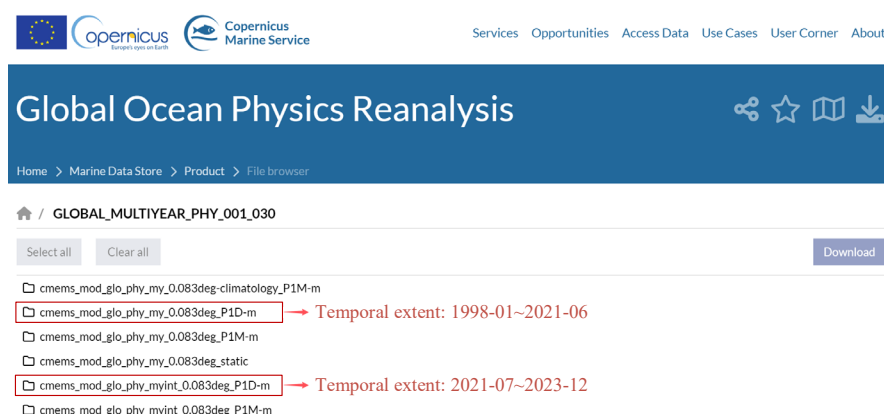 Copernicus
Europe's eyes on Earth
Copernicus
Marine Service
Services Opportunities Access Data Use Cases User Corner About
Global Ocean Physics Reanalysis
Home > Marine Data Store > Product > File browser
/ GLOBAL_MULTIYEAR_PHY_001_030
Select all Clear all Download
cmems_mod_glo_phy_my_0.083deg-climatology_P1M-m
cmems_mod_glo_phy_my_0.083deg_P1D-m Temporal extent: 1998-01~2021-06
cmems_mod_glo_phy_my_0.083deg_P1M-m
cmems_mod_glo_phy_my_0.083deg_static
cmems_mod_glo_phy_myint_0.083deg_P1D-m Temporal extent: 2021-07~2023-12
cmems_mod_glo_phy_myint_0.083deg_P1M-m